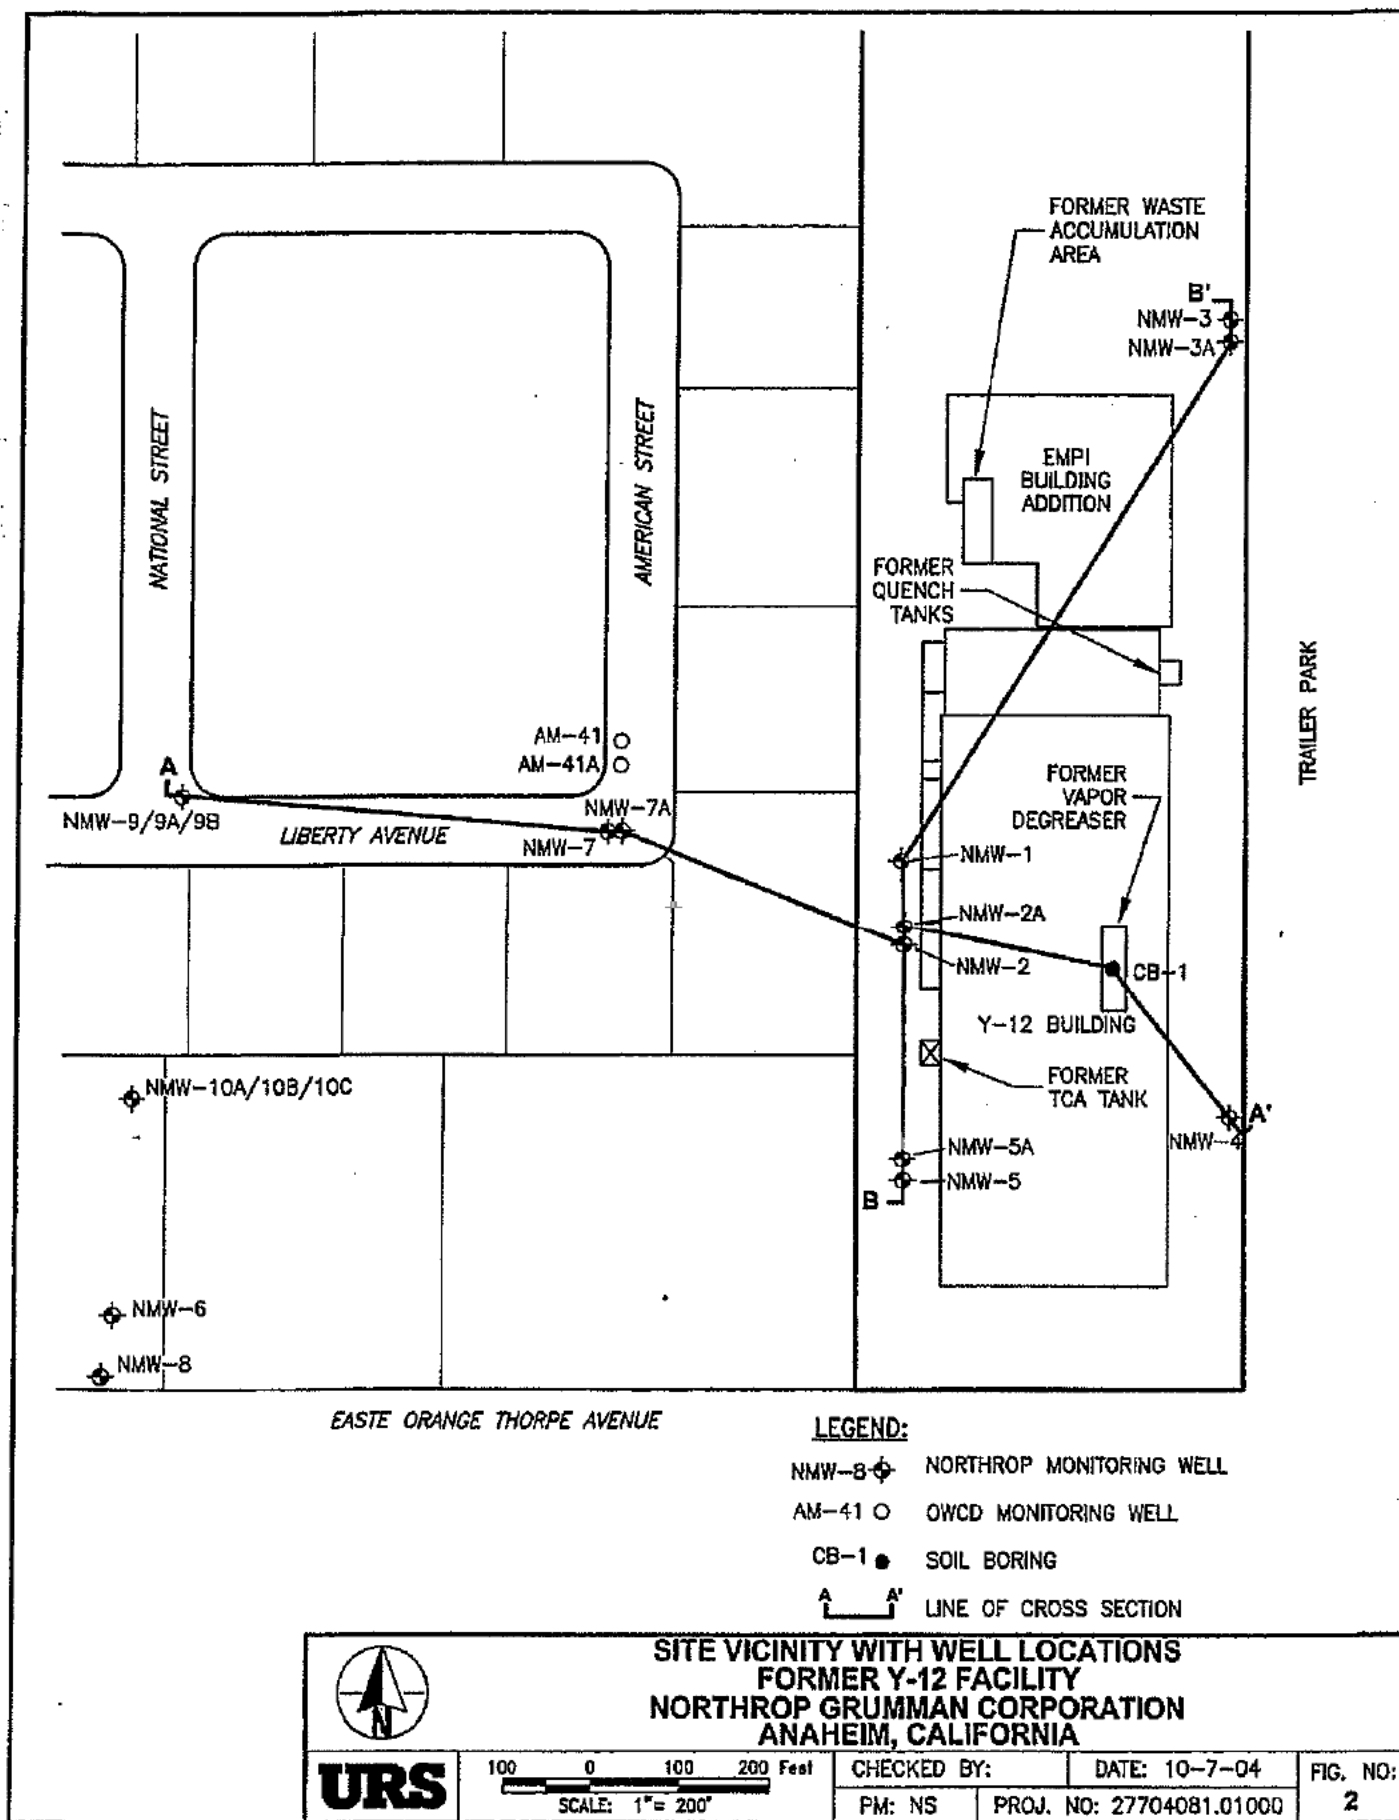 FORMER WASTE
ACCUMULATION
AREA
B'
NMW-3
NMW-3A
NATIONAL STREET
AMERICAN STREET
EMPI
BUILDING
ADDITION
FORMER
QUENCH
TANKS
TRAILER PARK
AM-41
AM-41A
A
NMW-9/9A/9B
LIBERTY AVENUE
NMW-7A
NMW-7
FORMER
VAPOR
DEGREASER
NMW-1
NMW-2A
NMW-2
CB-1
Y-12 BUILDING
FORMER
TCA TANK
NMW-10A/10B/10C
A'
NMW-4
NMW-5A
NMW-5
B
NMW-6
NMW-8
EASTE ORANGE THORPE AVENUE
LEGEND:
NMW-8 NORTHROP MONITORING WELL
AM-41 OWCD MONITORING WELL
CB-1 SOIL BORING
A A' LINE OF CROSS SECTION
N
SITE VICINITY WITH WELL LOCATIONS
FORMER Y-12 FACILITY
NORTHROP GRUMMAN CORPORATION
ANAHEIM, CALIFORNIA
URS
100 0 100 200 Feet
SCALE: 1"= 200'
CHECKED BY:
DATE: 10-7-04
FIG. NO:
2
PM: NS
PROJ. NO: 27704081.01000